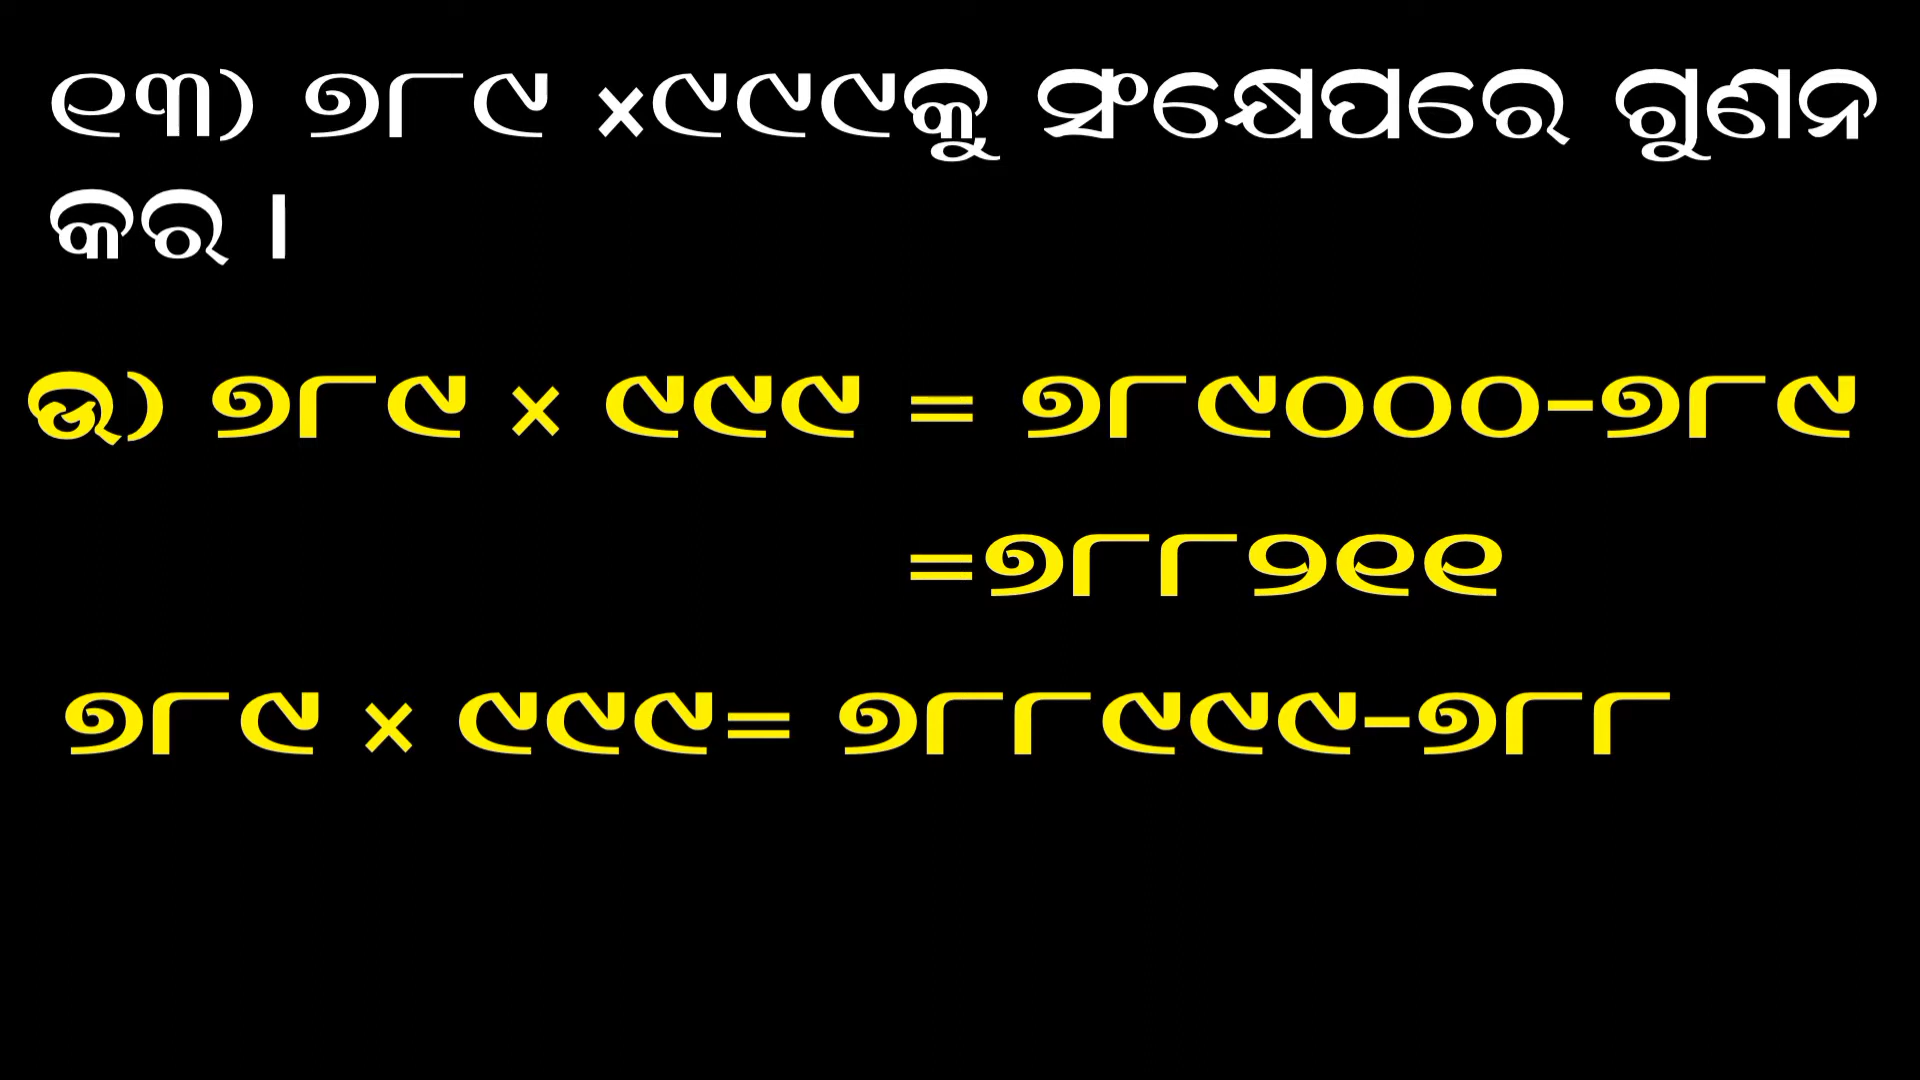 ୧୩) ୭୮୯ ×୯୯୯କୁ ସଂକ୍ଷେପରେ ଗୁଣନ
କର ।
ଉ) ୭୮୯ × ୯୯୯ = ୭୮୯୦୦୦-୭୮୯
=୭୮୮୨୧୧
୭୮୯ × ୯୯୯= ୭୮୮୯୯୯-୭୮୮